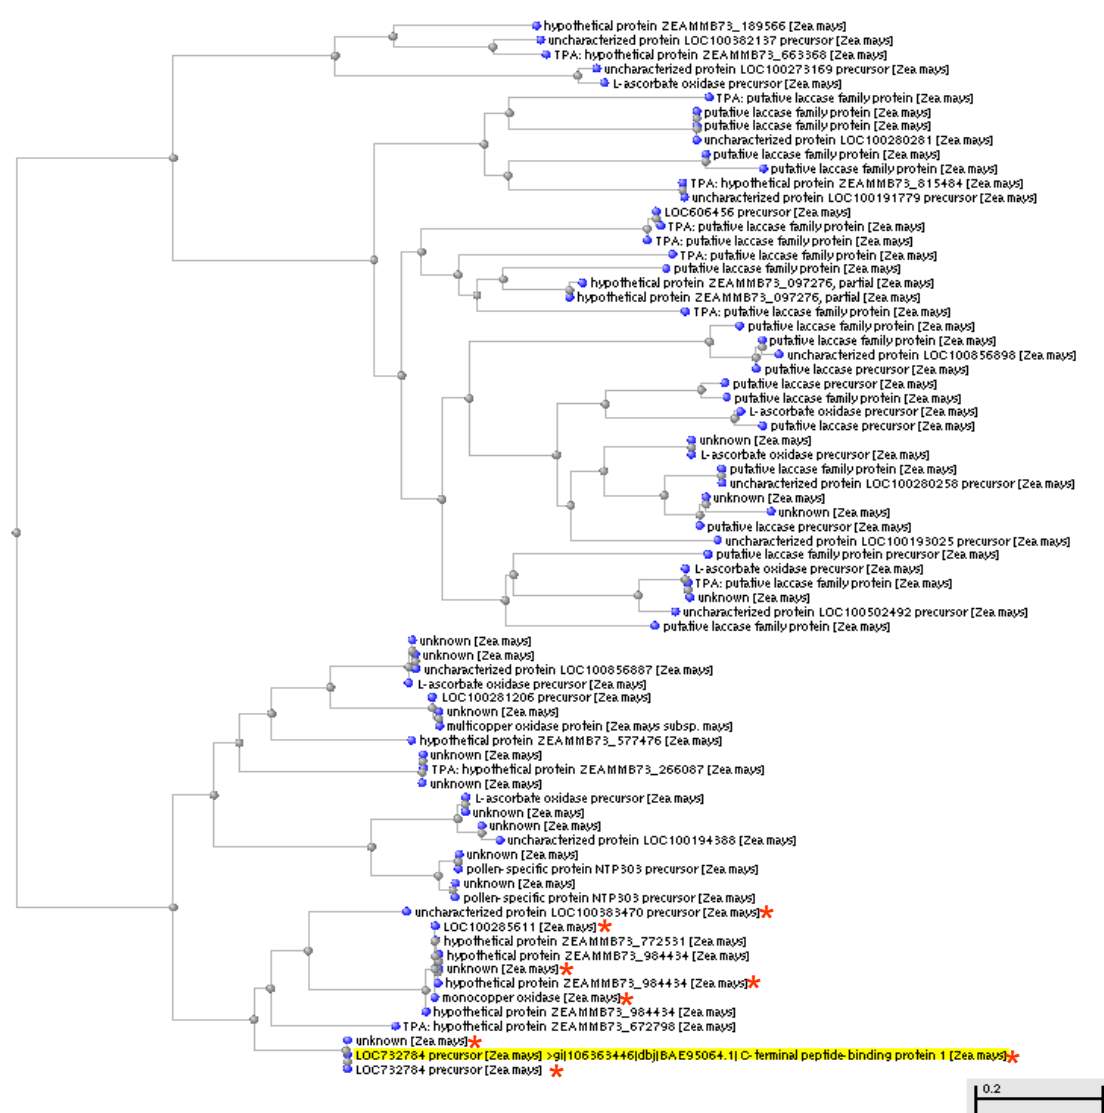 hypothetical protein ZEAMMB73_189566 [Zea mays]
uncharacterized protein LOC100382137 precursor [Zea mays]
TPA: hypothetical protein ZEAMMB73_663368 [Zea mays]
uncharacterized protein LOC100273169 precursor [Zea mays]
L-ascorbate oxidase precursor [Zea mays]
TPA: putative laccase family protein [Zea mays]
putative laccase family protein [Zea mays]
putative laccase family protein [Zea mays]
uncharacterized protein LOC100280281 [Zea mays]
putative laccase family protein [Zea mays]
putative laccase family protein [Zea mays]
TPA: hypothetical protein ZEAMMB73_815484 [Zea mays]
uncharacterized protein LOC100191779 precursor [Zea mays]
LOC606456 precursor [Zea mays]
TPA: putative laccase family protein [Zea mays]
TPA: putative laccase family protein [Zea mays]
TPA: putative laccase family protein [Zea mays]
putative laccase family protein [Zea mays]
hypothetical protein ZEAMMB73_097276, partial [Zea mays]
hypothetical protein ZEAMMB73_097276, partial [Zea mays]
TPA: putative laccase family protein [Zea mays]
putative laccase family protein [Zea mays]
putative laccase family protein [Zea mays]
uncharacterized protein LOC100856898 [Zea mays]
putative laccase precursor [Zea mays]
putative laccase precursor [Zea mays]
putative laccase family protein [Zea mays]
L-ascorbate oxidase precursor [Zea mays]
putative laccase precursor [Zea mays]
unknown [Zea mays]
L-ascorbate oxidase precursor [Zea mays]
putative laccase family protein [Zea mays]
uncharacterized protein LOC100280258 precursor [Zea mays]
unknown [Zea mays]
unknown [Zea mays]
putative laccase precursor [Zea mays]
uncharacterized protein LOC100193025 precursor [Zea mays]
putative laccase family protein precursor [Zea mays]
L-ascorbate oxidase precursor [Zea mays]
TPA: putative laccase family protein [Zea mays]
unknown [Zea mays]
uncharacterized protein LOC100502492 precursor [Zea mays]
putative laccase family protein [Zea mays]
unknown [Zea mays]
unknown [Zea mays]
uncharacterized protein LOC100856887 [Zea mays]
L-ascorbate oxidase precursor [Zea mays]
LOC100281206 precursor [Zea mays]
unknown [Zea mays]
multicopper oxidase protein [Zea mays subsp. mays]
hypothetical protein ZEAMMB73_577476 [Zea mays]
unknown [Zea mays]
TPA: hypothetical protein ZEAMMB73_266087 [Zea mays]
unknown [Zea mays]
L-ascorbate oxidase precursor [Zea mays]
unknown [Zea mays]
unknown [Zea mays]
uncharacterized protein LOC100194388 [Zea mays]
unknown [Zea mays]
pollen-specific protein NTP303 precursor [Zea mays]
unknown [Zea mays]
pollen-specific protein NTP303 precursor [Zea mays]
uncharacterized protein LOC100383470 precursor [Zea mays]*
LOC100285611 [Zea mays]*
hypothetical protein ZEAMMB73_772531 [Zea mays]
hypothetical protein ZEAMMB73_984434 [Zea mays]
unknown [Zea mays]*
hypothetical protein ZEAMMB73_984434 [Zea mays]*
monocopper oxidase [Zea mays]*
hypothetical protein ZEAMMB73_984434 [Zea mays]
TPA: hypothetical protein ZEAMMB73_672798 [Zea mays]
unknown [Zea mays]*
LOC732784 precursor [Zea mays] >gi|106363446|dbj|BAE95064.1| C-terminal peptide-binding protein 1 [Zea mays]*
LOC732784 precursor [Zea mays] *
0.2